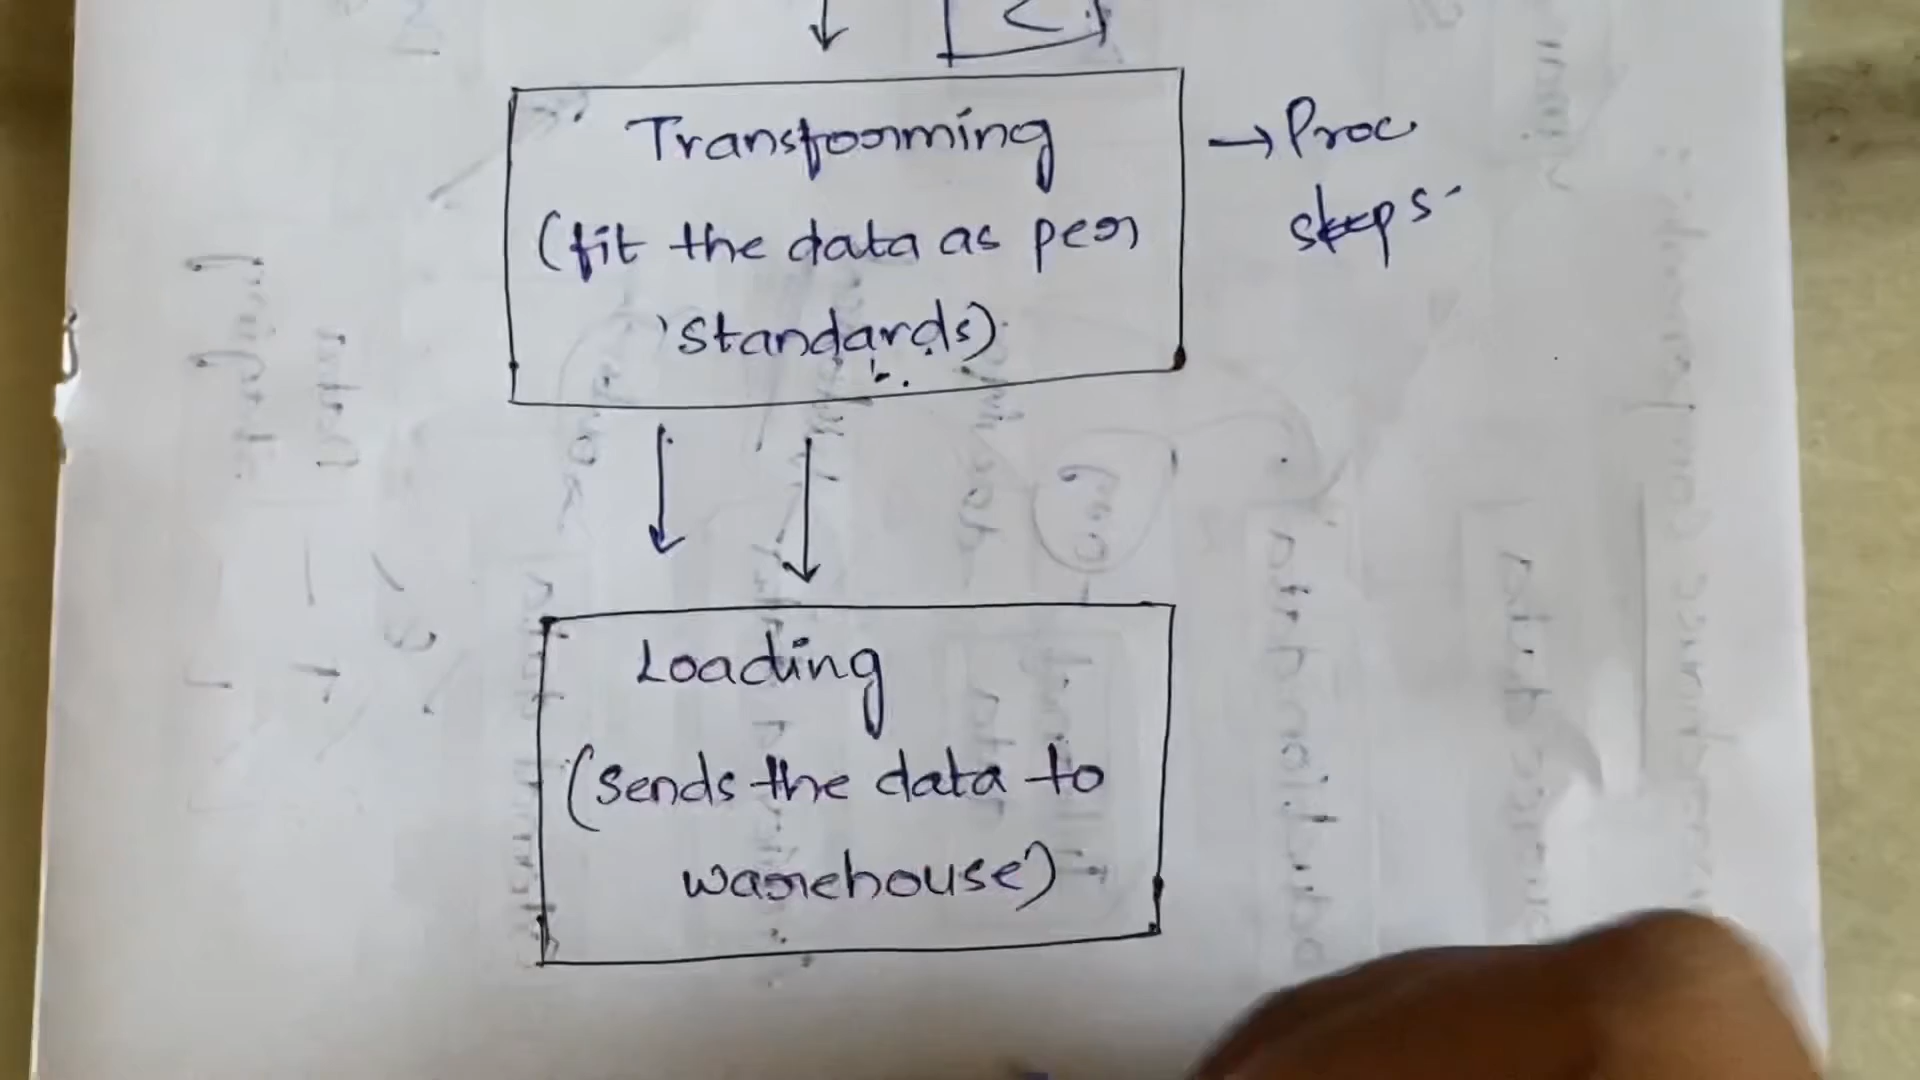 Transforming
(fit the data as per
standards)
→ Proc
steps
Loading
(sends the data to
warehouse)